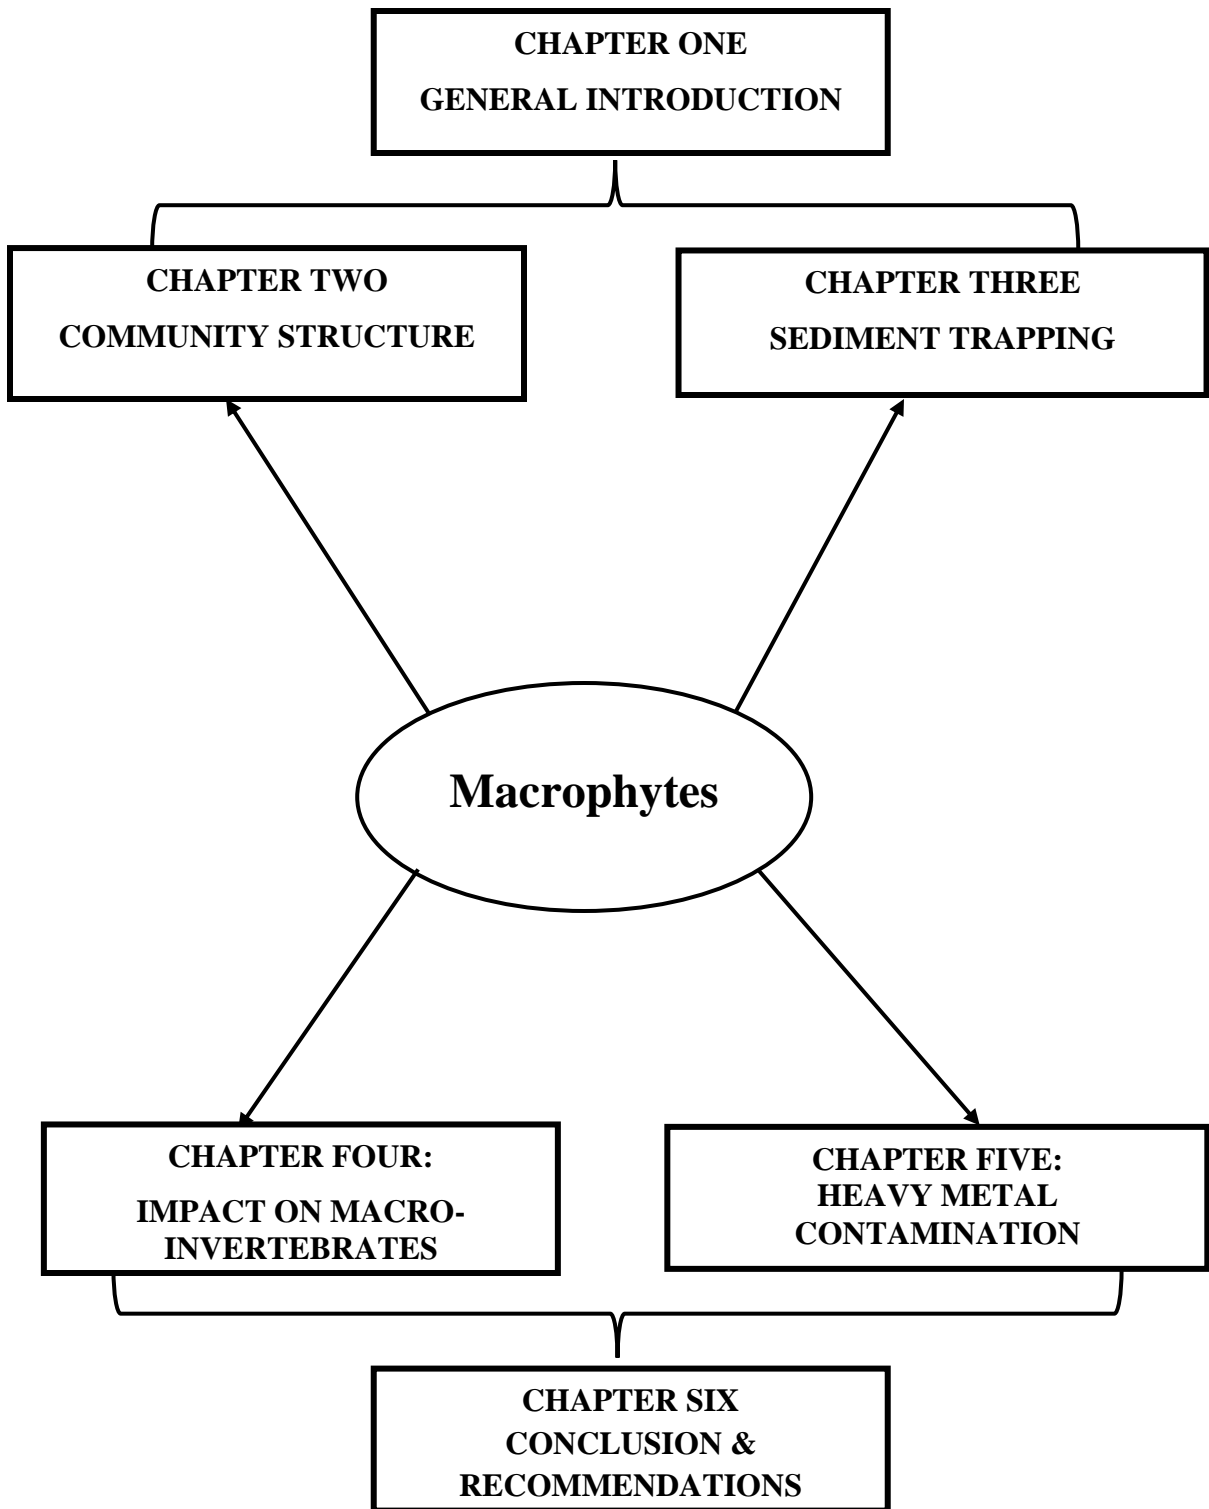 CHAPTER ONE
GENERAL INTRODUCTION
CHAPTER TWO
COMMUNITY STRUCTURE
CHAPTER THREE
SEDIMENT TRAPPING
Macrophytes
CHAPTER FOUR:
IMPACT ON MACRO-
INVERTEBRATES
CHAPTER FIVE:
HEAVY METAL
CONTAMINATION
CHAPTER SIX
CONCLUSION &
RECOMMENDATIONS